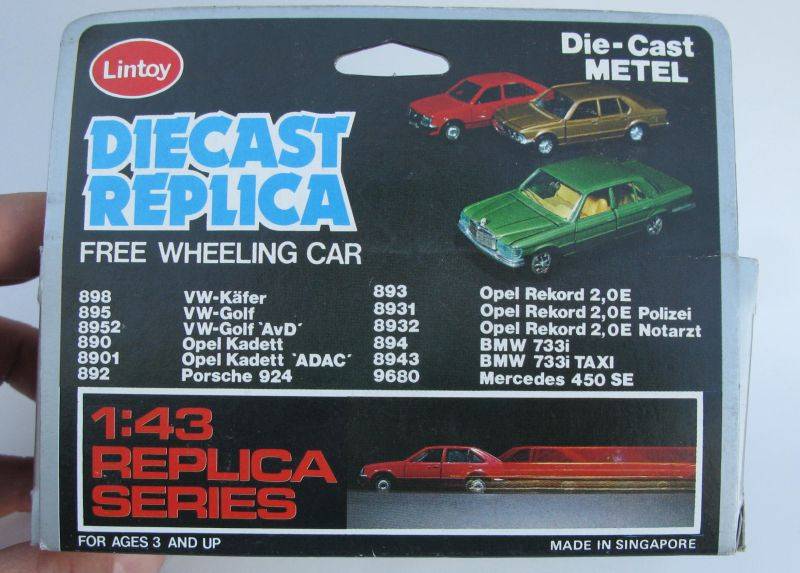 Lintoy
Die-Cast
METEL
DIECAST
REPLICA
FREE WHEELING CAR
898 VW-Käfer
895 VW-Golf
8952 VW-Golf 'AvD'
890 Opel Kadett
8901 Opel Kadett 'ADAC'
892 Porsche 924
893 Opel Rekord 2,0E
8931 Opel Rekord 2,0E Polizei
8932 Opel Rekord 2,0E Notarzt
894 BMW 733i
8943 BMW 733i TAXI
9680 Mercedes 450 SE
1:43
REPLICA
SERIES
FOR AGES 3 AND UP
MADE IN SINGAPORE